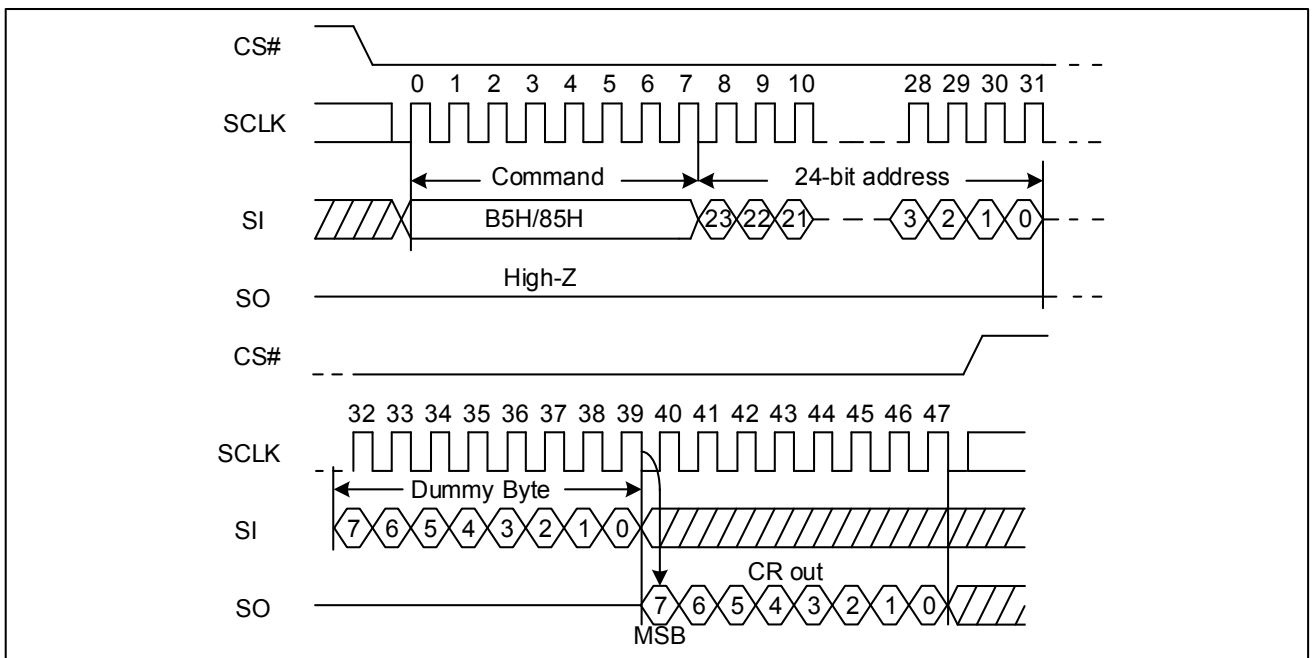 CS#
0 1 2 3 4 5 6 7 8 9 10 28 29 30 31
SCLK
Command 24-bit address
SI B5H/85H 23 22 21 3 2 1 0
High-Z
SO
CS#
32 33 34 35 36 37 38 39 40 41 42 43 44 45 46 47
SCLK
Dummy Byte
SI 7 6 5 4 3 2 1 0
CR out
SO 7 6 5 4 3 2 1 0
MSB